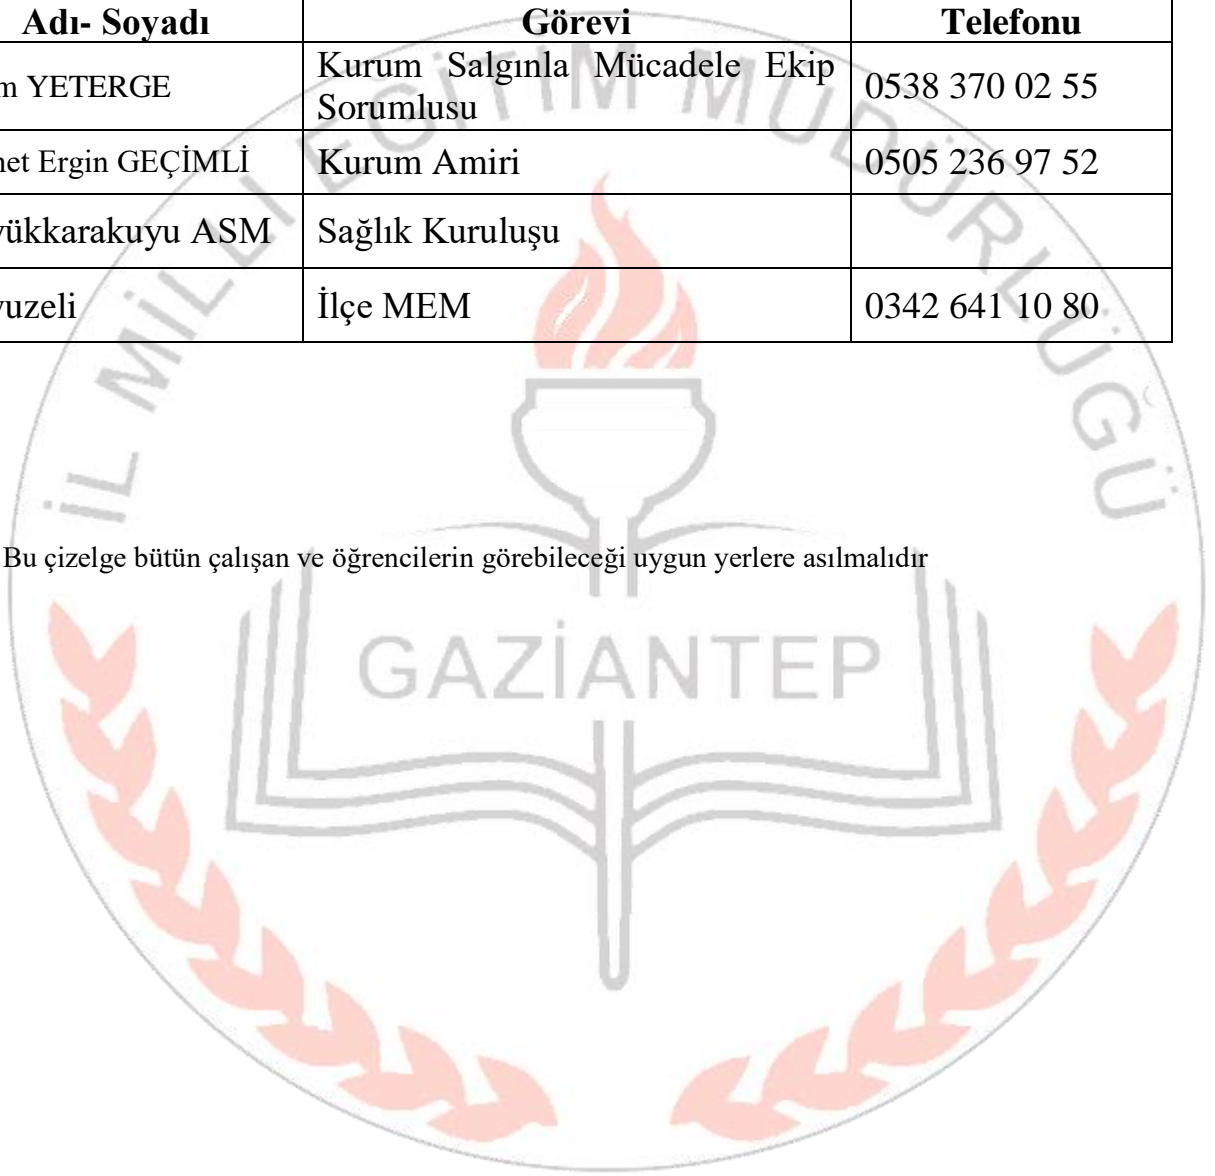 Adı- Soyadı Görevi Telefonu
m YETERGE Kurum Salgınla Mücadele Ekip Sorumlusu 0538 370 02 55
net Ergin GEÇİMLİ Kurum Amiri 0505 236 97 52
yükkarakuyu ASM Sağlık Kuruluşu
vuzeli İlçe MEM 0342 641 10 80
İL MİLLİ EĞİTİM MÜDÜRLÜĞÜ
Bu çizelge bütün çalışan ve öğrencilerin görebileceği uygun yerlere asılmalıdır
GAZİANTEP